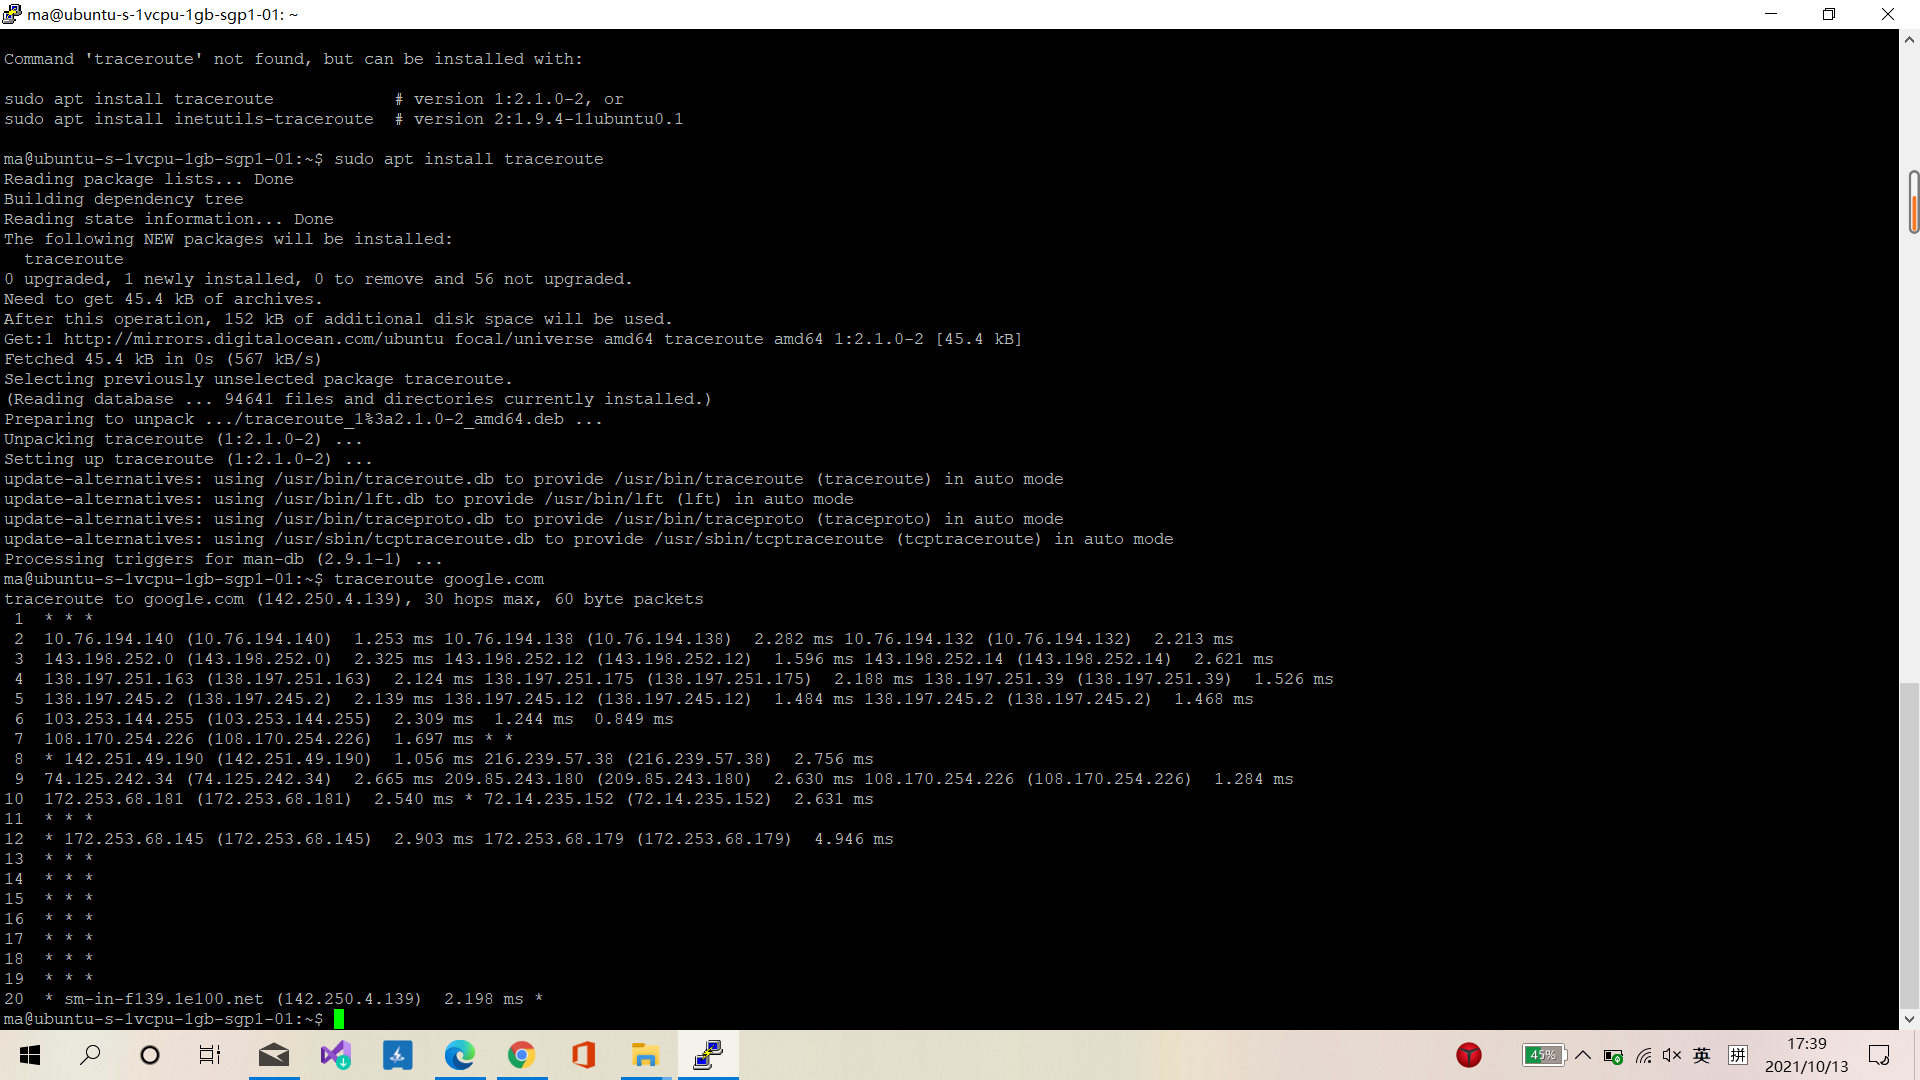 ma@ubuntu-s-1vcpu-1gb-sgp1-01: ~
Command 'traceroute' not found, but can be installed with:
sudo apt install traceroute            # version 1:2.1.0-2, or
sudo apt install inetutils-traceroute  # version 2:1.9.4-11ubuntu0.1
ma@ubuntu-s-1vcpu-1gb-sgp1-01:~$ sudo apt install traceroute
Reading package lists... Done
Building dependency tree
Reading state information... Done
The following NEW packages will be installed:
  traceroute
0 upgraded, 1 newly installed, 0 to remove and 56 not upgraded.
Need to get 45.4 kB of archives.
After this operation, 152 kB of additional disk space will be used.
Get:1 http://mirrors.digitalocean.com/ubuntu focal/universe amd64 traceroute amd64 1:2.1.0-2 [45.4 kB]
Fetched 45.4 kB in 0s (567 kB/s)
Selecting previously unselected package traceroute.
(Reading database ... 94641 files and directories currently installed.)
Preparing to unpack .../traceroute_1%3a2.1.0-2_amd64.deb ...
Unpacking traceroute (1:2.1.0-2) ...
Setting up traceroute (1:2.1.0-2) ...
update-alternatives: using /usr/bin/traceroute.db to provide /usr/bin/traceroute (traceroute) in auto mode
update-alternatives: using /usr/bin/lft.db to provide /usr/bin/lft (lft) in auto mode
update-alternatives: using /usr/bin/traceproto.db to provide /usr/bin/traceproto (traceproto) in auto mode
update-alternatives: using /usr/sbin/tcptraceroute.db to provide /usr/sbin/tcptraceroute (tcptraceroute) in auto mode
Processing triggers for man-db (2.9.1-1) ...
ma@ubuntu-s-1vcpu-1gb-sgp1-01:~$ traceroute google.com
traceroute to google.com (142.250.4.139), 30 hops max, 60 byte packets
 1  * * *
 2  10.76.194.140 (10.76.194.140)  1.253 ms 10.76.194.138 (10.76.194.138)  2.282 ms 10.76.194.132 (10.76.194.132)  2.213 ms
 3  143.198.252.0 (143.198.252.0)  2.325 ms 143.198.252.12 (143.198.252.12)  1.596 ms 143.198.252.14 (143.198.252.14)  2.621 ms
 4  138.197.251.163 (138.197.251.163)  2.124 ms 138.197.251.175 (138.197.251.175)  2.188 ms 138.197.251.39 (138.197.251.39)  1.526 ms
 5  138.197.245.2 (138.197.245.2)  2.139 ms 138.197.245.12 (138.197.245.12)  1.484 ms 138.197.245.2 (138.197.245.2)  1.468 ms
 6  103.253.144.255 (103.253.144.255)  2.309 ms  1.244 ms  0.849 ms
 7  108.170.254.226 (108.170.254.226)  1.697 ms * *
 8  * 142.251.49.190 (142.251.49.190)  1.056 ms 216.239.57.38 (216.239.57.38)  2.756 ms
 9  74.125.242.34 (74.125.242.34)  2.665 ms 209.85.243.180 (209.85.243.180)  2.630 ms 108.170.254.226 (108.170.254.226)  1.284 ms
10  172.253.68.181 (172.253.68.181)  2.540 ms * 72.14.235.152 (72.14.235.152)  2.631 ms
11  * * *
12  * 172.253.68.145 (172.253.68.145)  2.903 ms 172.253.68.179 (172.253.68.179)  4.946 ms
13  * * *
14  * * *
15  * * *
16  * * *
17  * * *
18  * * *
19  * * *
20  * sm-in-f139.1e100.net (142.250.4.139)  2.198 ms *
ma@ubuntu-s-1vcpu-1gb-sgp1-01:~$
45% 英 拼 17:39
2021/10/13